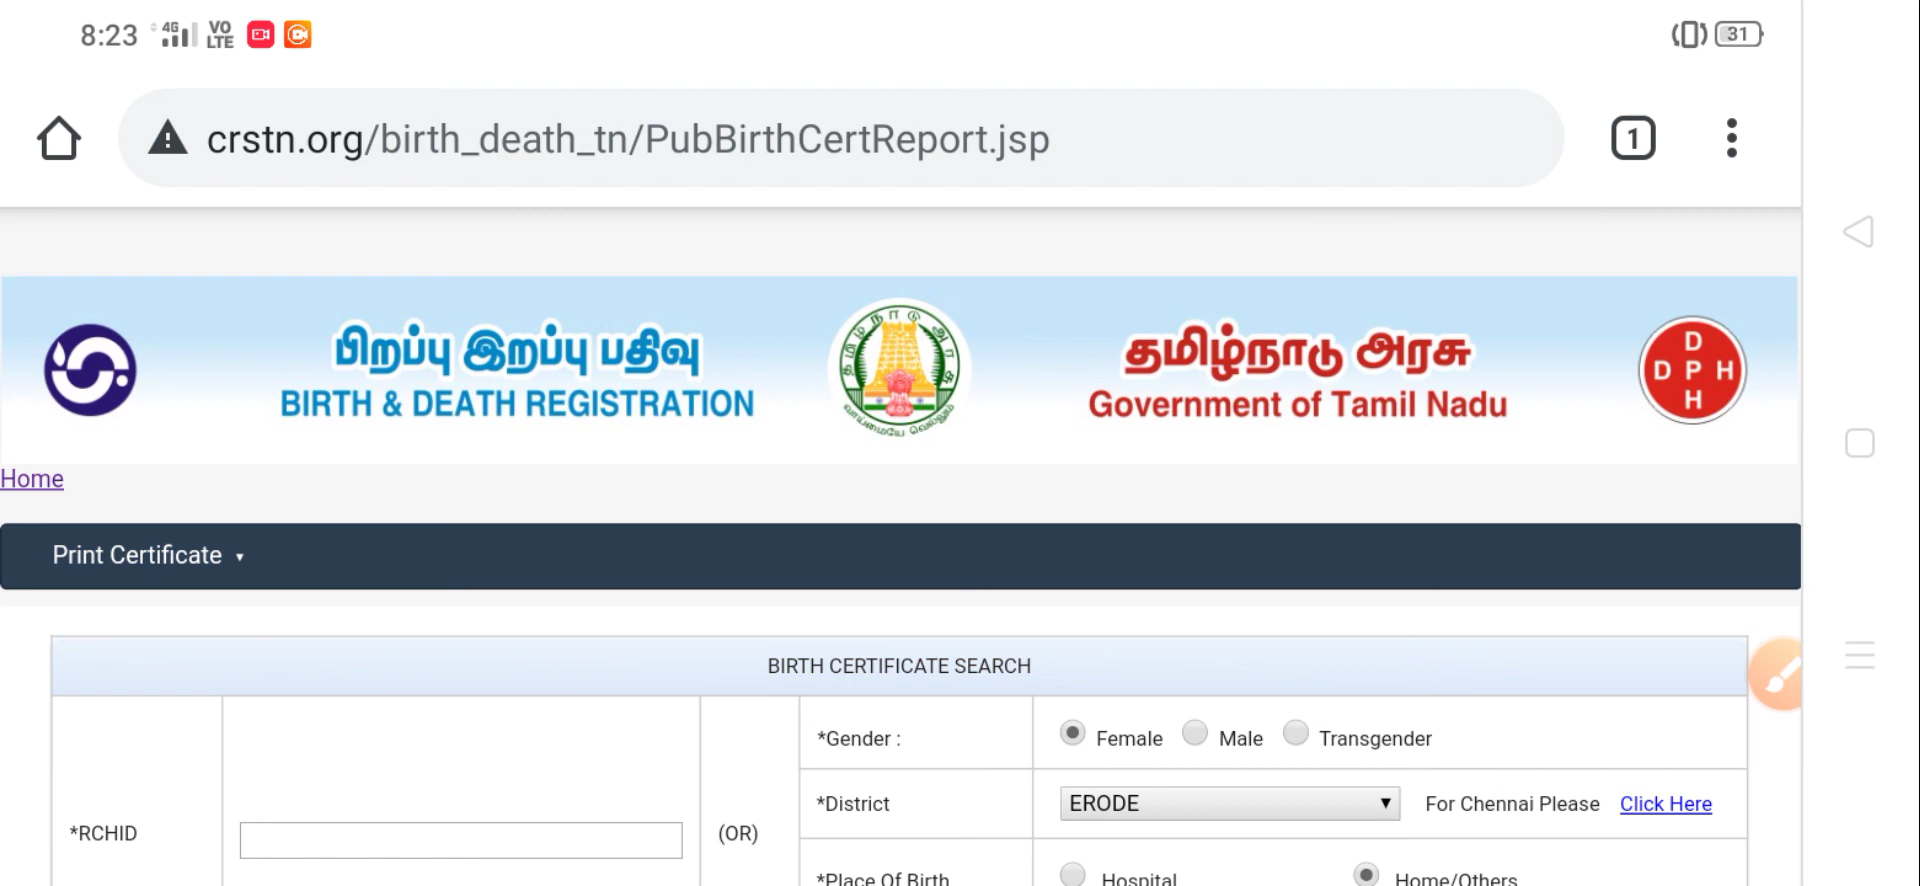 8:23 4G VO LTE 31
crstn.org/birth_death_tn/PubBirthCertReport.jsp 1
பிறப்பு இறப்பு பதிவு
BIRTH & DEATH REGISTRATION
தமிழ்நாடு அரசு
வாய்மையே வெல்லும்
தமிழ்நாடு அரசு
Government of Tamil Nadu
D
D P H
H
Home
Print Certificate ▾
BIRTH CERTIFICATE SEARCH
*RCHID
(OR)
*Gender : Female Male Transgender
*District ERODE ▼ For Chennai Please Click Here
*Place Of Birth Hospital Home/Others